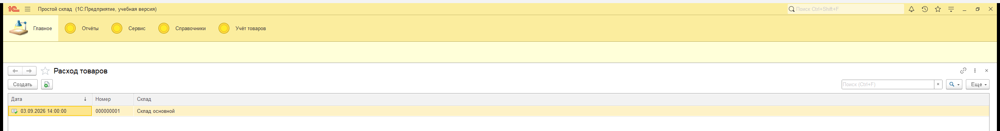 1С Простой склад (1С:Предприятие, учебная версия) Поиск Ctrl+Shift+F
Главное Отчёты Сервис Справочники Учёт товаров
Расход товаров
Создать Поиск (Ctrl+F) × Еще
Дата ↓ Номер Склад
03.09.2026 14:00:00 000000001 Склад основной